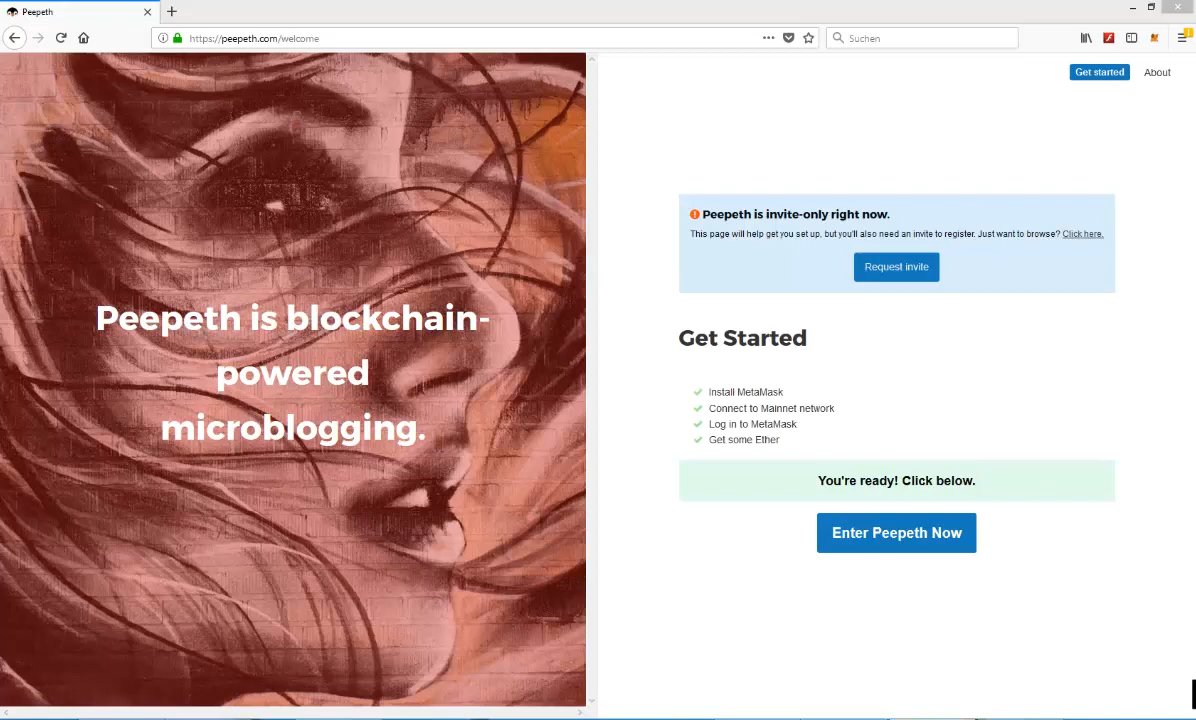 Peepeth
https://peepeth.com/welcome
Suchen
Get started
About
Peepeth is invite-only right now.
This page will help get you set up, but you'll also need an invite to register. Just want to browse? Click here.
Request invite
Peepeth is blockchain-
powered
microblogging.
Get Started
Install MetaMask
Connect to Mainnet network
Log in to MetaMask
Get some Ether
You're ready! Click below.
Enter Peepeth Now